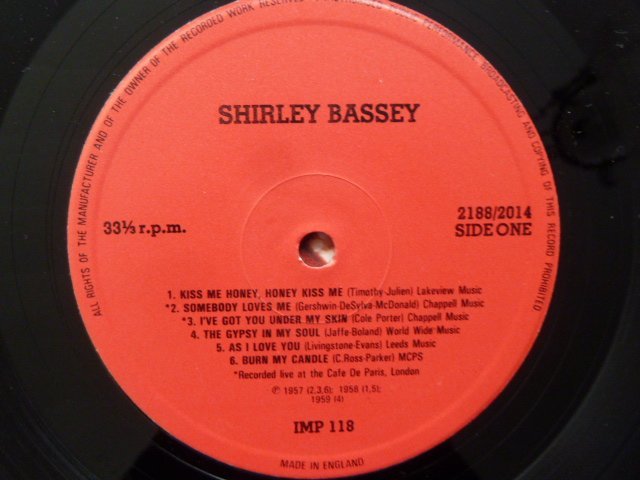 ALL RIGHTS OF THE MANUFACTURER AND OF THE OWNER OF THE RECORDED WORK RESERVED
PERFORMANCE, BROADCASTING AND COPYING OF THIS RECORD PROHIBITED
SHIRLEY BASSEY
33⅓ r.p.m.
2188/2014
SIDE ONE
1. KISS ME HONEY, HONEY KISS ME (Timothy-Julien) Lakeview Music
*2. SOMEBODY LOVES ME (Gershwin-DeSylva-McDonald) Chappell Music
*3. I'VE GOT YOU UNDER MY SKIN (Cole Porter) Chappell Music
4. THE GYPSY IN MY SOUL (Jaffe-Boland) World Wide Music
5. AS I LOVE YOU (Livingstone-Evans) Leeds Music
6. BURN MY CANDLE (C.Ross-Parker) MCPS
*Recorded live at the Cafe De Paris, London
℗ 1957 (2,3,6); 1958 (1,5);
1959 (4)
IMP 118
MADE IN ENGLAND